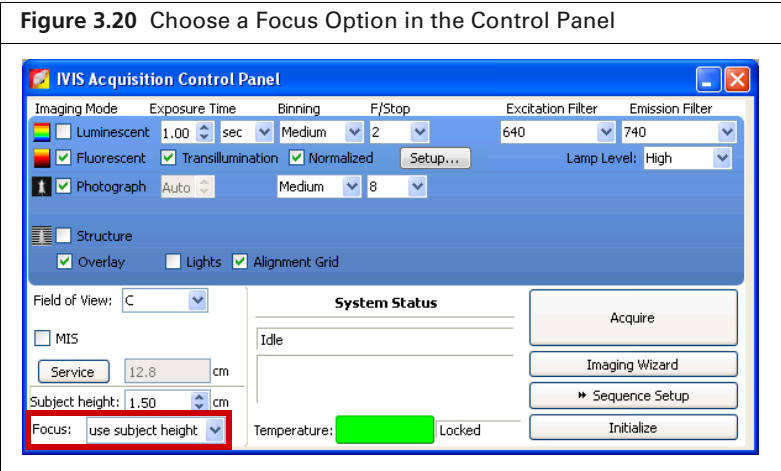 Figure 3.20 Choose a Focus Option in the Control Panel
IVIS Acquisition Control Panel
Imaging Mode Exposure Time Binning F/Stop Excitation Filter Emission Filter
Luminescent 1.00 sec Medium 2 640 740
Fluorescent Transillumination Normalized Setup... Lamp Level: High
Photograph Auto Medium 8
Structure
Overlay Lights Alignment Grid
Field of View: C System Status Acquire
MIS Idle
Service 12.8 cm Imaging Wizard
Subject height: 1.50 cm Sequence Setup
Focus: use subject height Temperature: Locked Initialize